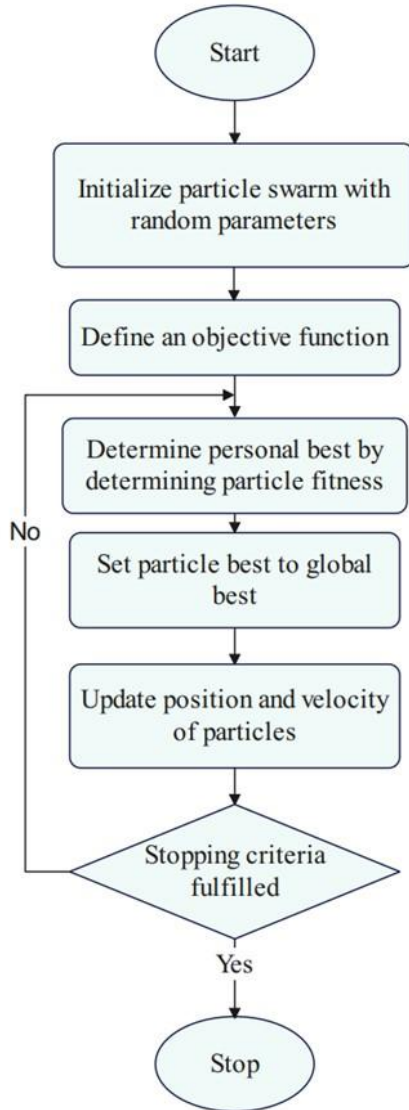 Start
Initialize particle swarm with
random parameters
Define an objective function
Determine personal best by
determining particle fitness
No
Set particle best to global
best
Update position and velocity
of particles
Stopping criteria
fulfilled
Yes
Stop